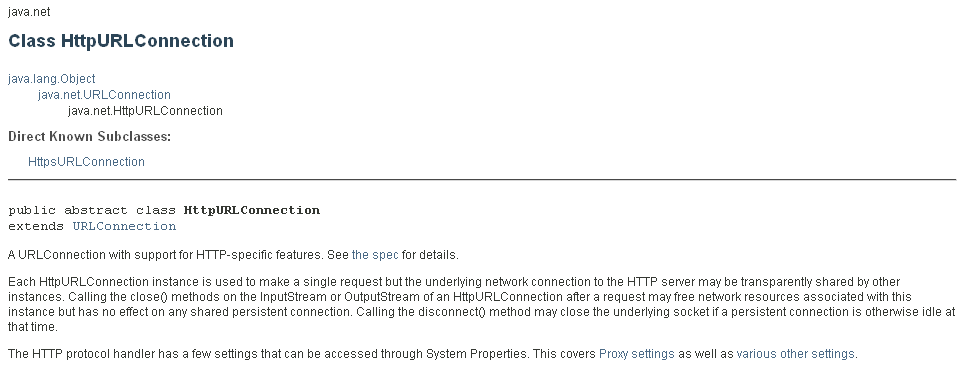 java.net
Class HttpURLConnection
java.lang.Object
java.net.URLConnection
java.net.HttpURLConnection
Direct Known Subclasses:
HttpsURLConnection
public abstract class HttpURLConnection
extends URLConnection
A URLConnection with support for HTTP-specific features. See the spec for details.
Each HttpURLConnection instance is used to make a single request but the underlying network connection to the HTTP server may be transparently shared by other
instances. Calling the close() methods on the InputStream or OutputStream of an HttpURLConnection after a request may free network resources associated with this
instance but has no effect on any shared persistent connection. Calling the disconnect() method may close the underlying socket if a persistent connection is otherwise idle at
that time.
The HTTP protocol handler has a few settings that can be accessed through System Properties. This covers Proxy settings as well as various other settings.